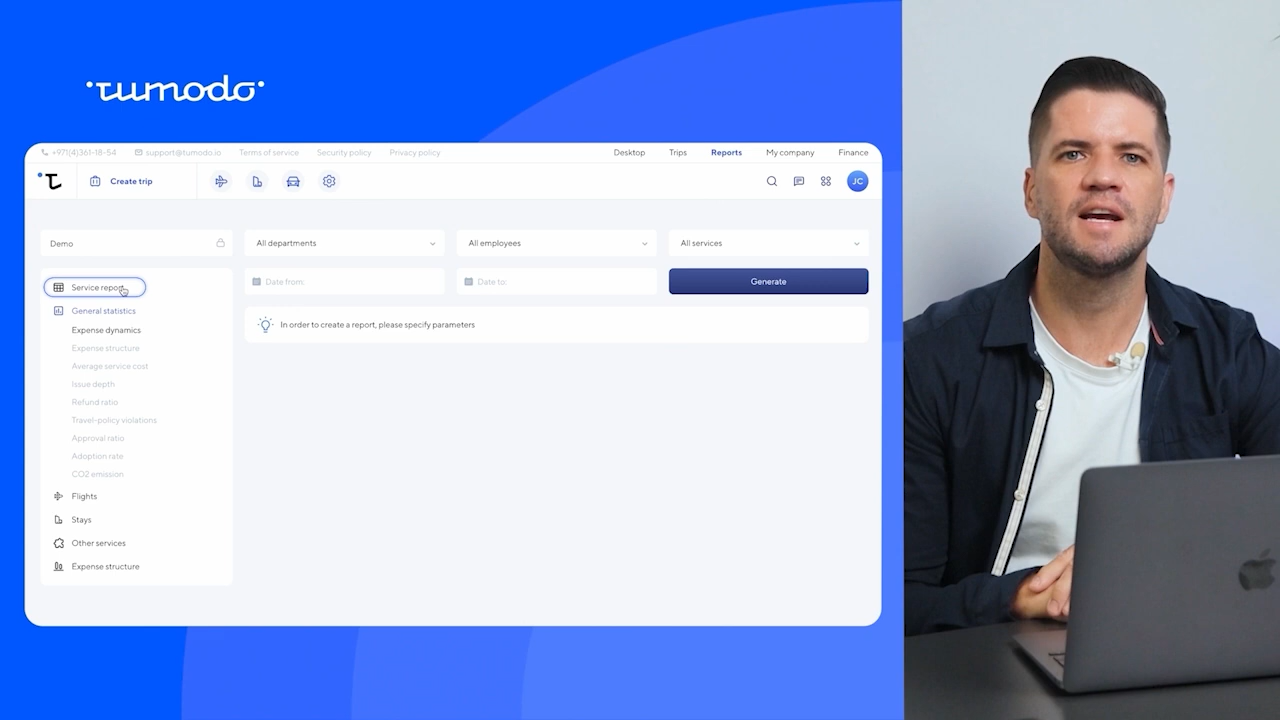 tumodo
+971(4)361-18-54 support@tumodo.io Terms of service Security policy Privacy policy Desktop Trips Reports My company Finance
Create trip JC
Demo All departments All employees All services
Service report Date from: Date to: Generate
General statistics
In order to create a report, please specify parameters
Expense dynamics
Expense structure
Average service cost
Issue depth
Refund ratio
Travel-policy violations
Approval ratio
Adoption rate
CO2 emission
Flights
Stays
Other services
Expense structure